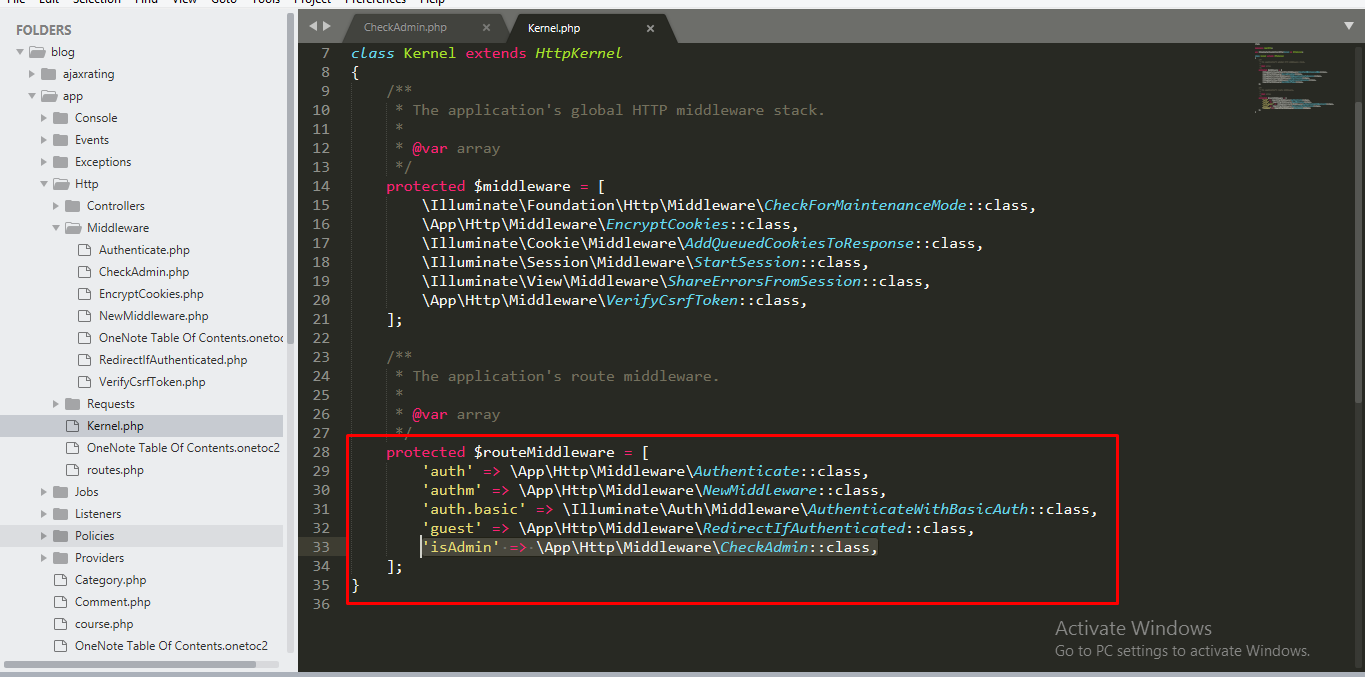 File Edit Selection Find View Goto Tools Project Preferences Help
FOLDERS
blog
ajaxrating
app
Console
Events
Exceptions
Http
Controllers
Middleware
Authenticate.php
CheckAdmin.php
EncryptCookies.php
NewMiddleware.php
OneNote Table Of Contents.onetoc
RedirectIfAuthenticated.php
VerifyCsrfToken.php
Requests
Kernel.php
OneNote Table Of Contents.onetoc2
routes.php
Jobs
Listeners
Policies
Providers
Category.php
Comment.php
course.php
OneNote Table Of Contents.onetoc2
CheckAdmin.php ×
Kernel.php ×
7 class Kernel extends HttpKernel
8 {
9 /**
10 * The application's global HTTP middleware stack.
11 *
12 * @var array
13 */
14 protected $middleware = [
15 \Illuminate\Foundation\Http\Middleware\CheckForMaintenanceMode::class,
16 \App\Http\Middleware\EncryptCookies::class,
17 \Illuminate\Cookie\Middleware\AddQueuedCookiesToResponse::class,
18 \Illuminate\Session\Middleware\StartSession::class,
19 \Illuminate\View\Middleware\ShareErrorsFromSession::class,
20 \App\Http\Middleware\VerifyCsrfToken::class,
21 ];
22
23 /**
24 * The application's route middleware.
25 *
26 * @var array
27 */
28 protected $routeMiddleware = [
29 'auth' => \App\Http\Middleware\Authenticate::class,
30 'authm' => \App\Http\Middleware\NewMiddleware::class,
31 'auth.basic' => \Illuminate\Auth\Middleware\AuthenticateWithBasicAuth::class,
32 'guest' => \App\Http\Middleware\RedirectIfAuthenticated::class,
33 'isAdmin' => \App\Http\Middleware\CheckAdmin::class,
34 ];
35 }
36
Activate Windows
Go to PC settings to activate Windows.